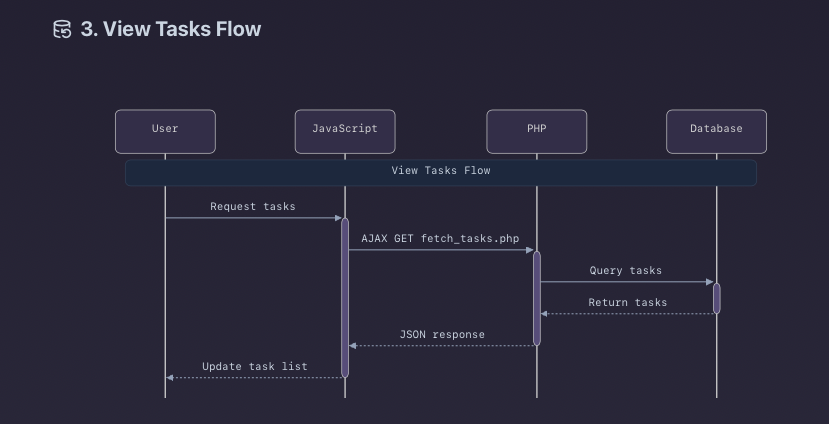 3. View Tasks Flow
User
JavaScript
PHP
Database
View Tasks Flow
Request tasks
AJAX GET fetch_tasks.php
Query tasks
Return tasks
JSON response
Update task list